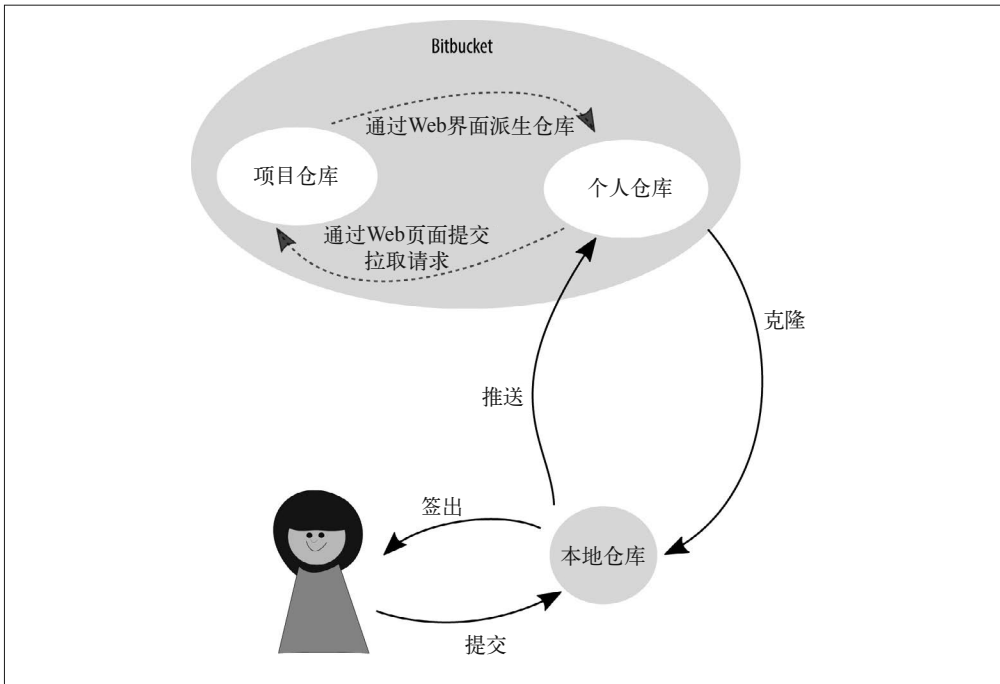 Bitbucket
通过Web界面派生仓库
项目仓库
个人仓库
通过Web页面提交
拉取请求
克隆
推送
签出
本地仓库
提交